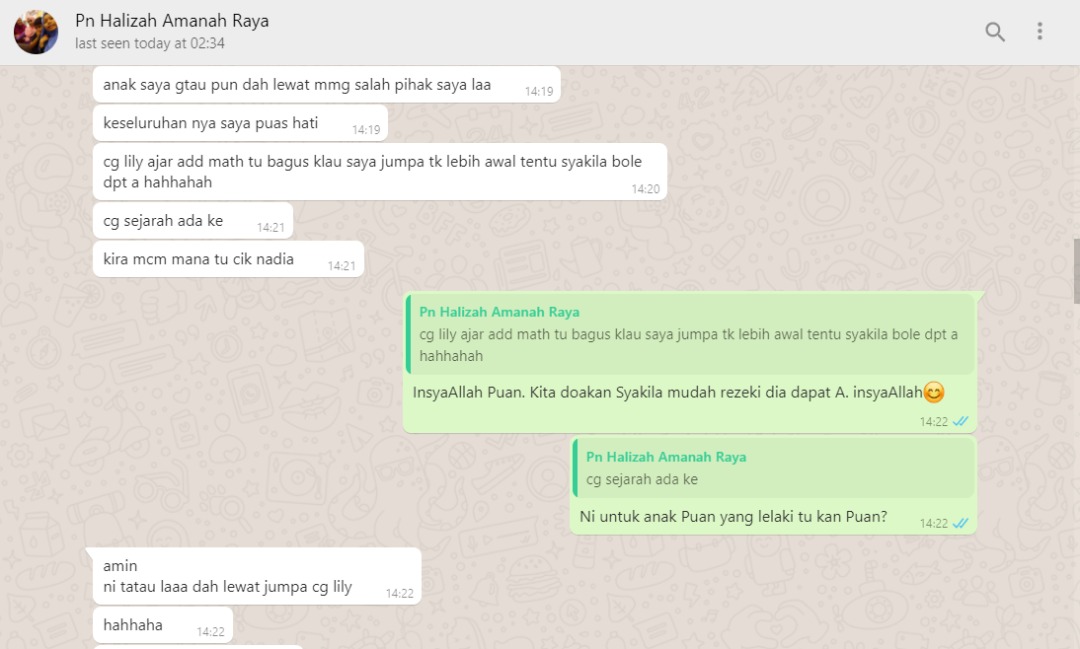 Pn Halizah Amanah Raya
last seen today at 02:34
anak saya gtau pun dah lewat mmg salah pihak saya laa
14:19
keseluruhan nya saya puas hati
14:19
cg lily ajar add math tu bagus klau saya jumpa tk lebih awal tentu syakila bole
dpt a hahhahah
14:20
cg sejarah ada ke
14:21
kira mcm mana tu cik nadia
14:21
Pn Halizah Amanah Raya
cg lily ajar add math tu bagus klau saya jumpa tk lebih awal tentu syakila bole dpt a
hahhahah
InsyaAllah Puan. Kita doakan Syakila mudah rezeki dia dapat A. insyaAllah😊
14:22
Pn Halizah Amanah Raya
cg sejarah ada ke
Ni untuk anak Puan yang lelaki tu kan Puan?
14:22
amin
ni tatau laaa dah lewat jumpa cg lily
14:22
hahhaha
14:22